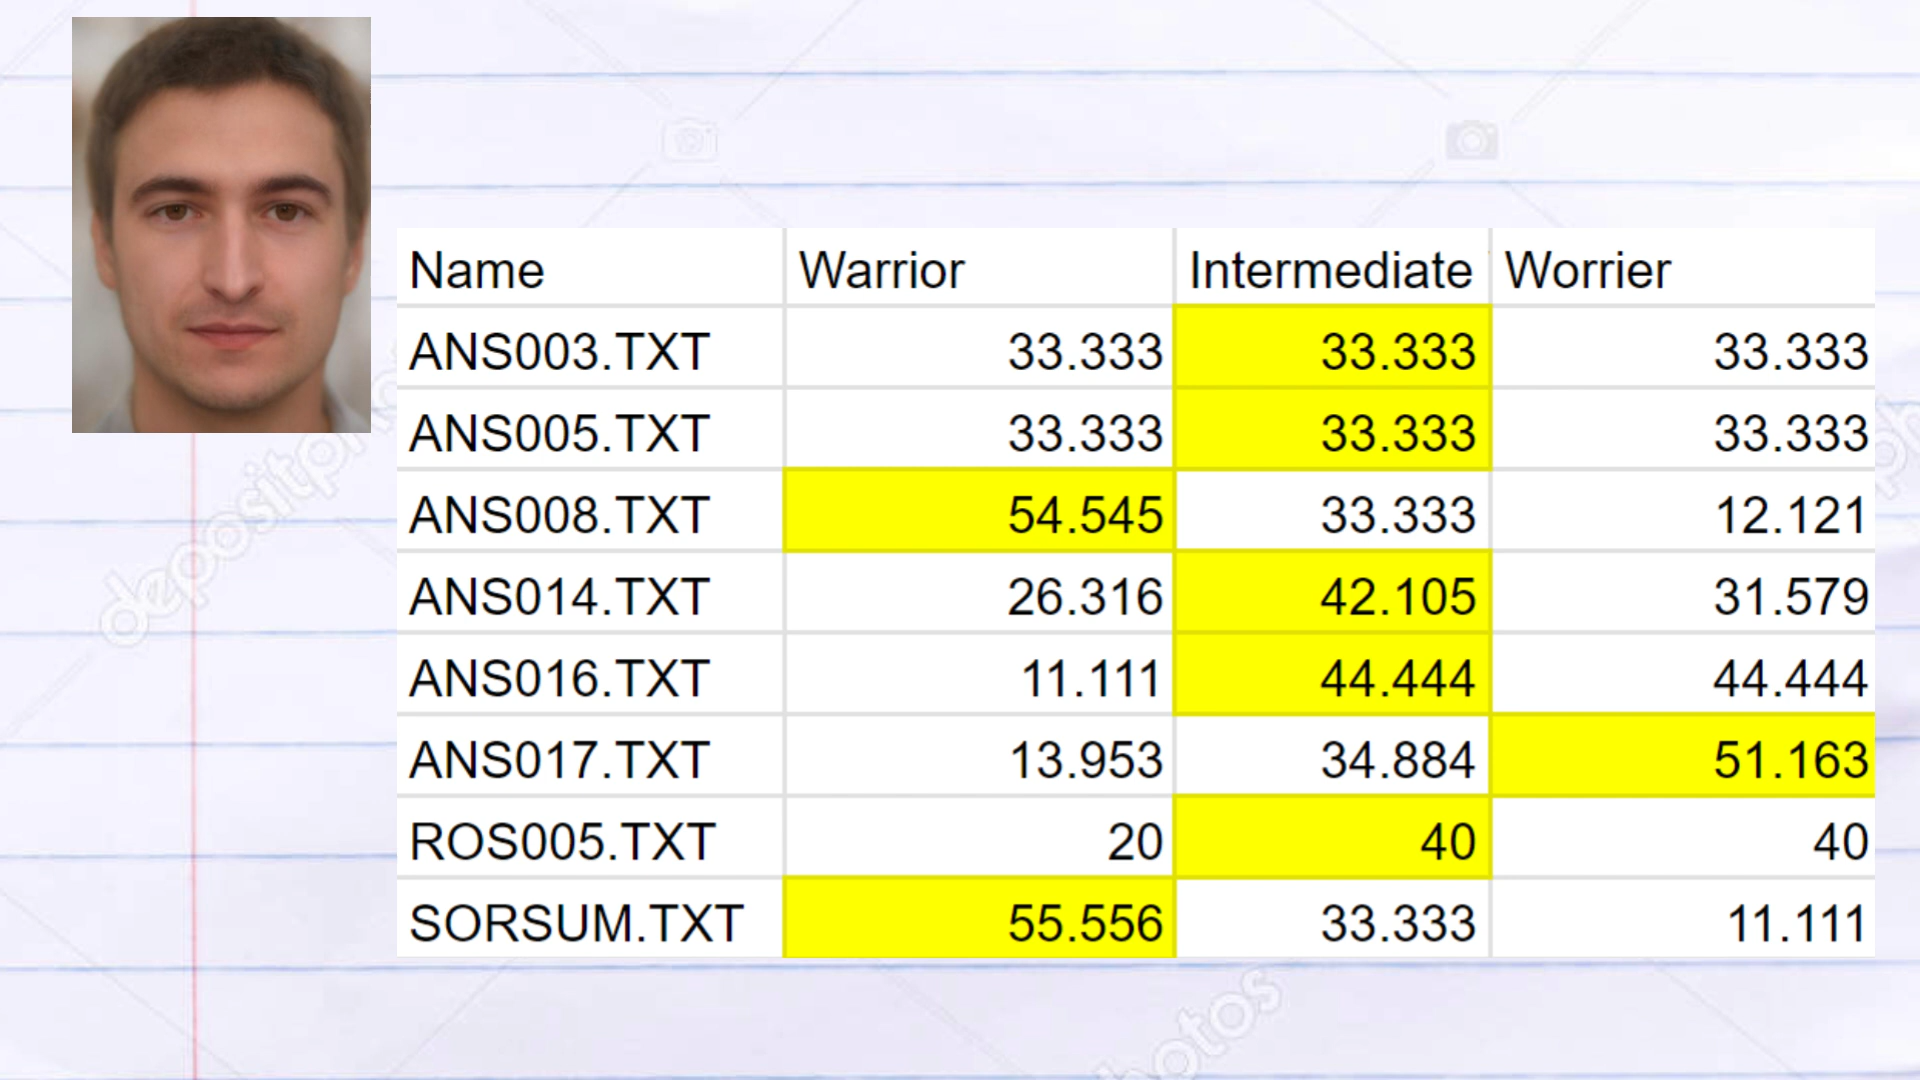 Name Warrior Intermediate Worrier
ANS003.TXT 33.333 33.333 33.333
ANS005.TXT 33.333 33.333 33.333
ANS008.TXT 54.545 33.333 12.121
ANS014.TXT 26.316 42.105 31.579
ANS016.TXT 11.111 44.444 44.444
ANS017.TXT 13.953 34.884 51.163
ROS005.TXT 20 40 40
SORSUM.TXT 55.556 33.333 11.111